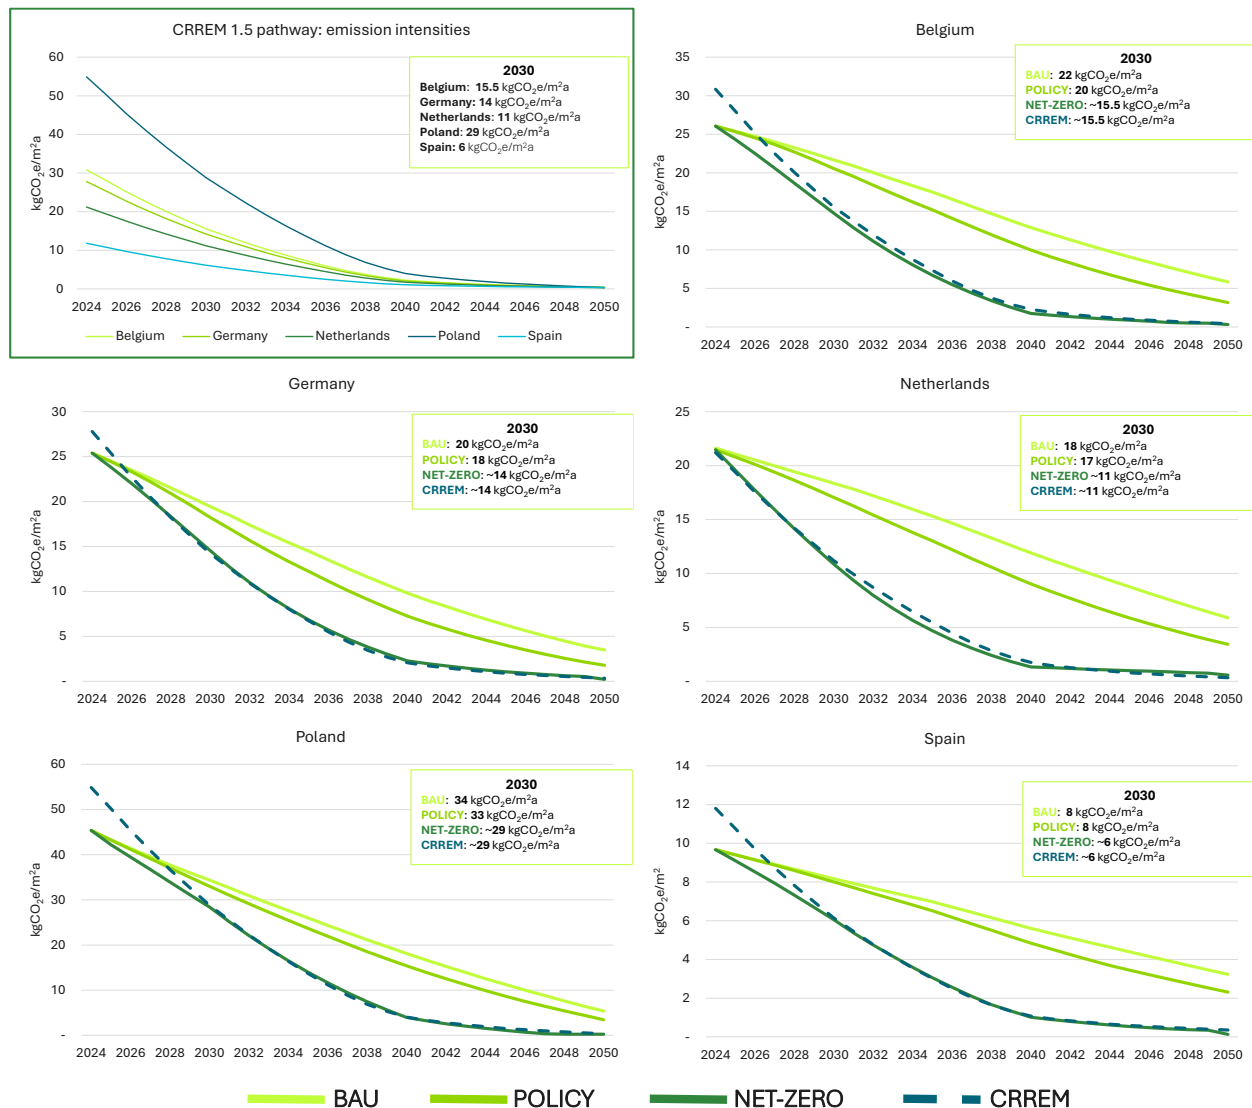 CRREM 1.5 pathway: emission intensities
60
50
40
30
20
10
0
kgCO₂e/m²a
2030
Belgium: 15.5 kgCO₂e/m²a
Germany: 14 kgCO₂e/m²a
Netherlands: 11 kgCO₂e/m²a
Poland: 29 kgCO₂e/m²a
Spain: 6 kgCO₂e/m²a
2024 2026 2028 2030 2032 2034 2036 2038 2040 2042 2044 2046 2048 2050
Belgium Germany Netherlands Poland Spain
Belgium
35
30
25
20
15
10
5
-
kgCO₂e/m²a
2030
BAU: 22 kgCO₂e/m²a
POLICY: 20 kgCO₂e/m²a
NET-ZERO: ~15.5 kgCO₂e/m²a
CRREM: ~15.5 kgCO₂e/m²a
2024 2026 2028 2030 2032 2034 2036 2038 2040 2042 2044 2046 2048 2050
Germany
30
25
20
15
10
5
-
kgCO₂e/m²a
2030
BAU: 20 kgCO₂e/m²a
POLICY: 18 kgCO₂e/m²a
NET-ZERO: ~14 kgCO₂e/m²a
CRREM: ~14 kgCO₂e/m²a
2024 2026 2028 2030 2032 2034 2036 2038 2040 2042 2044 2046 2048 2050
Netherlands
25
20
15
10
5
-
kgCO₂e/m²a
2030
BAU: 18 kgCO₂e/m²a
POLICY: 17 kgCO₂e/m²a
NET-ZERO ~11 kgCO₂e/m²a
CRREM: ~11 kgCO₂e/m²a
2024 2026 2028 2030 2032 2034 2036 2038 2040 2042 2044 2046 2048 2050
Poland
60
50
40
30
20
10
-
kgCO₂e/m²a
2030
BAU: 34 kgCO₂e/m²a
POLICY: 33 kgCO₂e/m²a
NET-ZERO: ~29 kgCO₂e/m²a
CRREM: ~29 kgCO₂e/m²a
2024 2026 2028 2030 2032 2034 2036 2038 2040 2042 2044 2046 2048 2050
Spain
14
12
10
8
6
4
2
-
kgCO₂e/m²
2030
BAU: 8 kgCO₂e/m²a
POLICY: 8 kgCO₂e/m²a
NET-ZERO: ~6 kgCO₂e/m²a
CRREM: ~6 kgCO₂e/m²a
2024 2026 2028 2030 2032 2034 2036 2038 2040 2042 2044 2046 2048 2050
BAU POLICY NET-ZERO CRREM